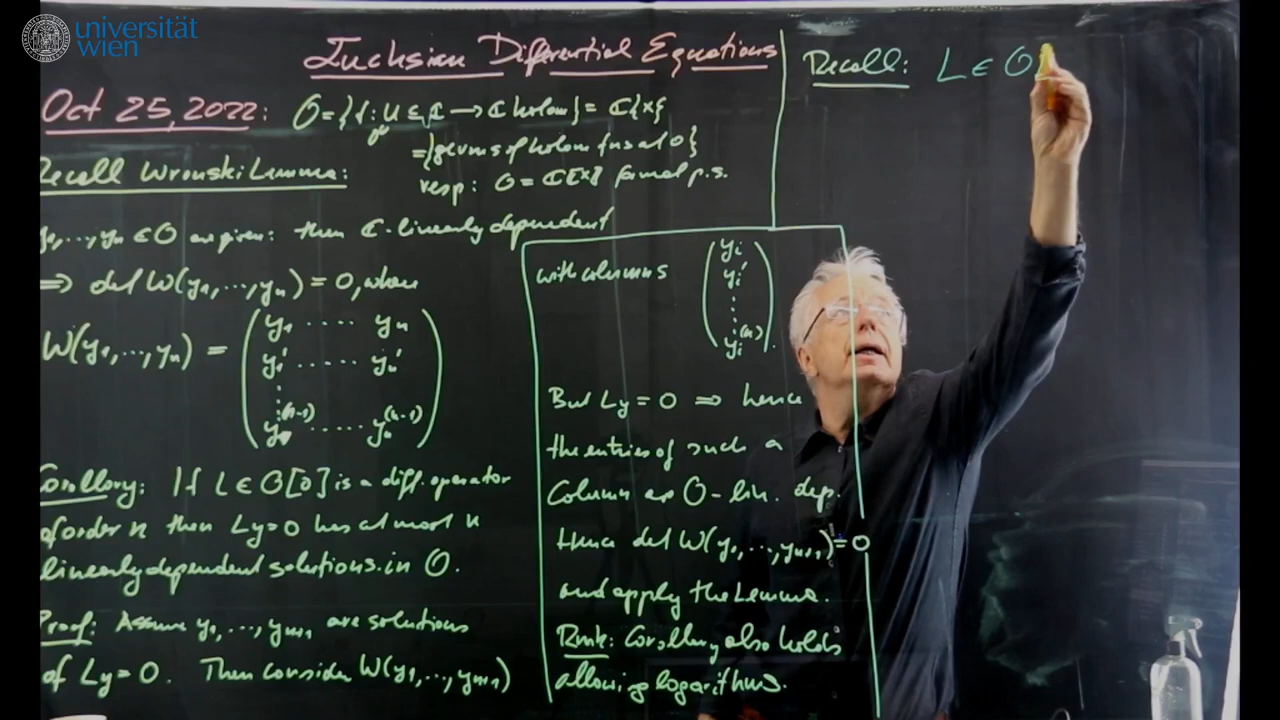 universität
wien
Fuchsian Differential Equations
Oct 25, 2022: O = {f: U ⊆ ℂ → ℂ holom} = ℂ{x}
= {germs of holom fus at 0}
resp: O = ℂ[[x]] formal p.s.
Recall Wronski Lemma:
y₁, ..., yₙ ∈ O are given: then ℂ-linearly dependent
⇒ det W(y₁, ..., yₙ) = 0, where
W(y₁, ..., yₙ) = ( y₁ ..... yₙ
y₁' ...... yₙ'
⋮
y₁⁽ⁿ⁻¹⁾ ..... yₙ⁽ⁿ⁻¹⁾ )
Corollary: If L ∈ O[∂] is a diff. operator
of order n then Ly = 0 has at most n
linearly dependent solutions in O.
Proof: Assume y₁, ..., yₙ₊₁ are solutions
of Ly = 0. Then consider W(y₁, ..., yₙ₊₁)
with columns ( yᵢ
yᵢ'
⋮
yᵢ⁽ⁿ⁾ ).
But Ly = 0 ⇒ hence
the entries of such a
column are O-lin. dep.
Hence det W(y₁, ..., yₙ₊₁) = 0
and apply the Lemma.
Rmk: Corollary also holds
allowing logarithms.
Recall: L ∈ O